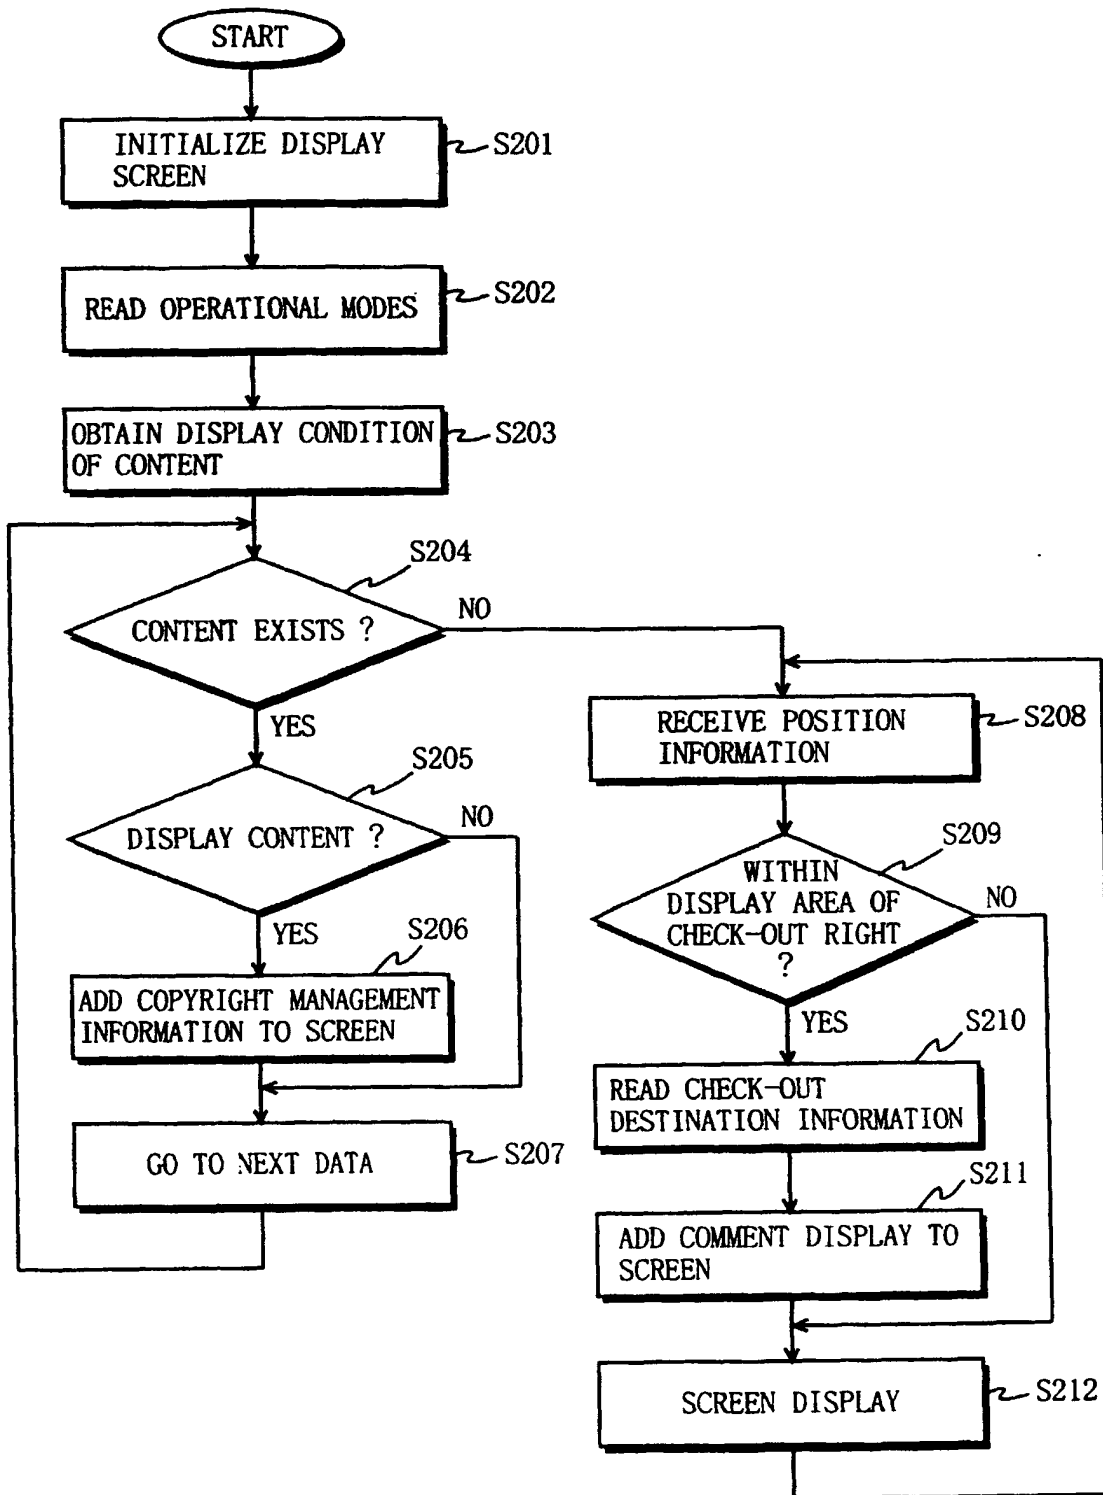 START
INITIALIZE DISPLAY
SCREEN
S201
READ OPERATIONAL MODES
S202
OBTAIN DISPLAY CONDITION
OF CONTENT
S203
S204
CONTENT EXISTS ?
NO
YES
S205
DISPLAY CONTENT ?
NO
YES
S206
ADD COPYRIGHT MANAGEMENT
INFORMATION TO SCREEN
GO TO NEXT DATA
S207
RECEIVE POSITION
INFORMATION
S208
S209
WITHIN
DISPLAY AREA OF
CHECK-OUT RIGHT
?
NO
YES
S210
READ CHECK-OUT
DESTINATION INFORMATION
S211
ADD COMMENT DISPLAY TO
SCREEN
SCREEN DISPLAY
S212